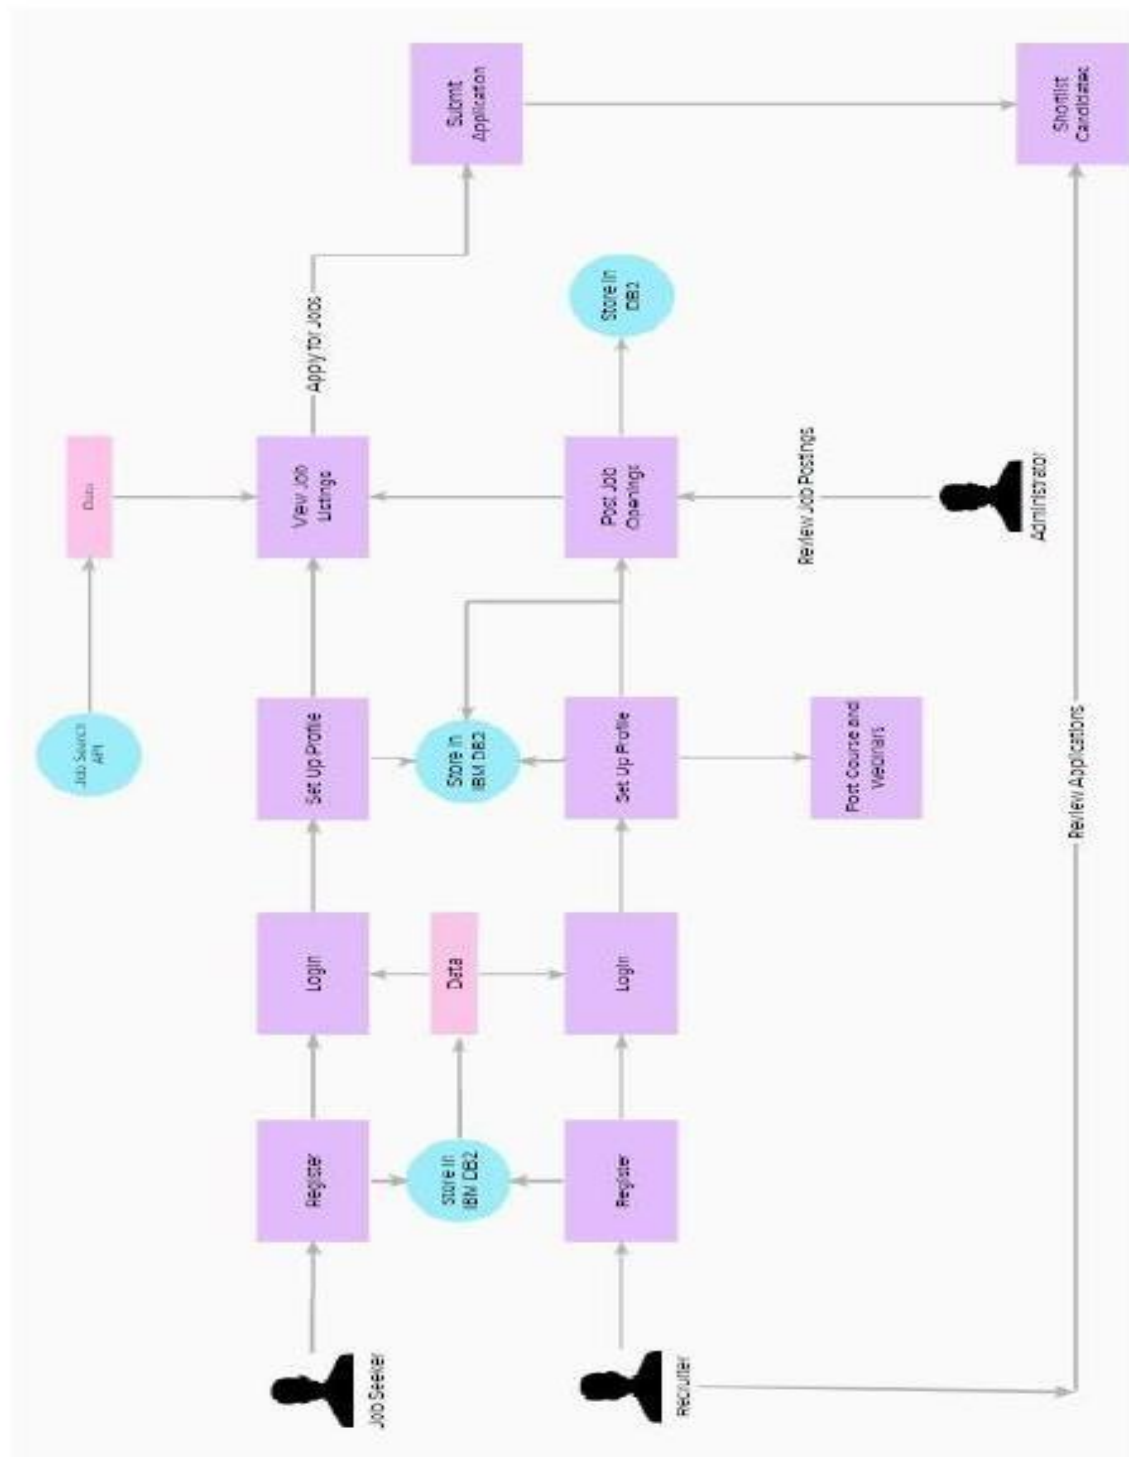 Job Search
API
Data
Job Seeker
Register
Login
Set Up Profile
View Job
Listings
Apply for Jobs
Submit
Application
Store in
IBM DB2
Data
Store in
IBM DB2
Recruiter
Register
Login
Set Up Profile
Post Job
Openings
Store in
DB2
Review Job Postings
Post Course and
Webinars
Administrator
Review Applications
Shortlist
Candidates